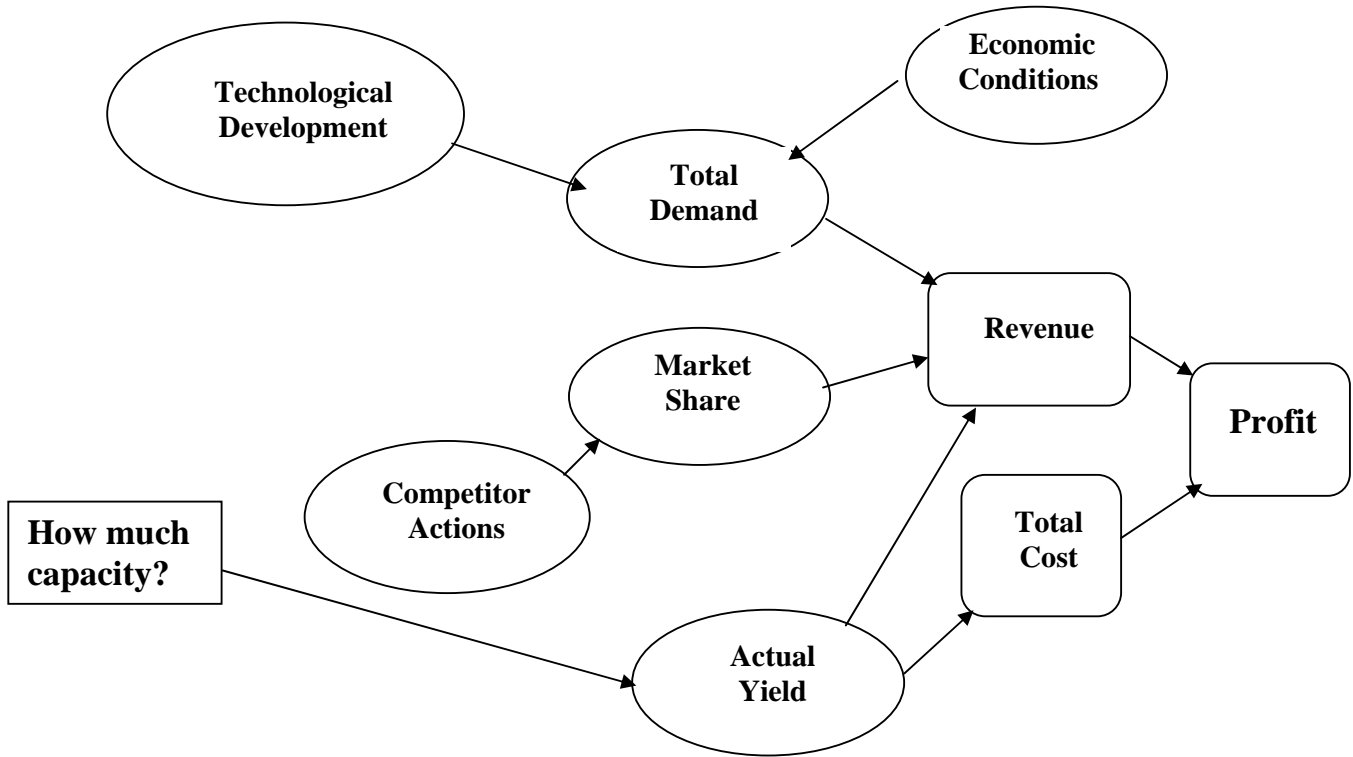 Technological
Development
Economic
Conditions
Total
Demand
Revenue
Market
Share
Profit
Competitor
Actions
How much
capacity?
Total
Cost
Actual
Yield